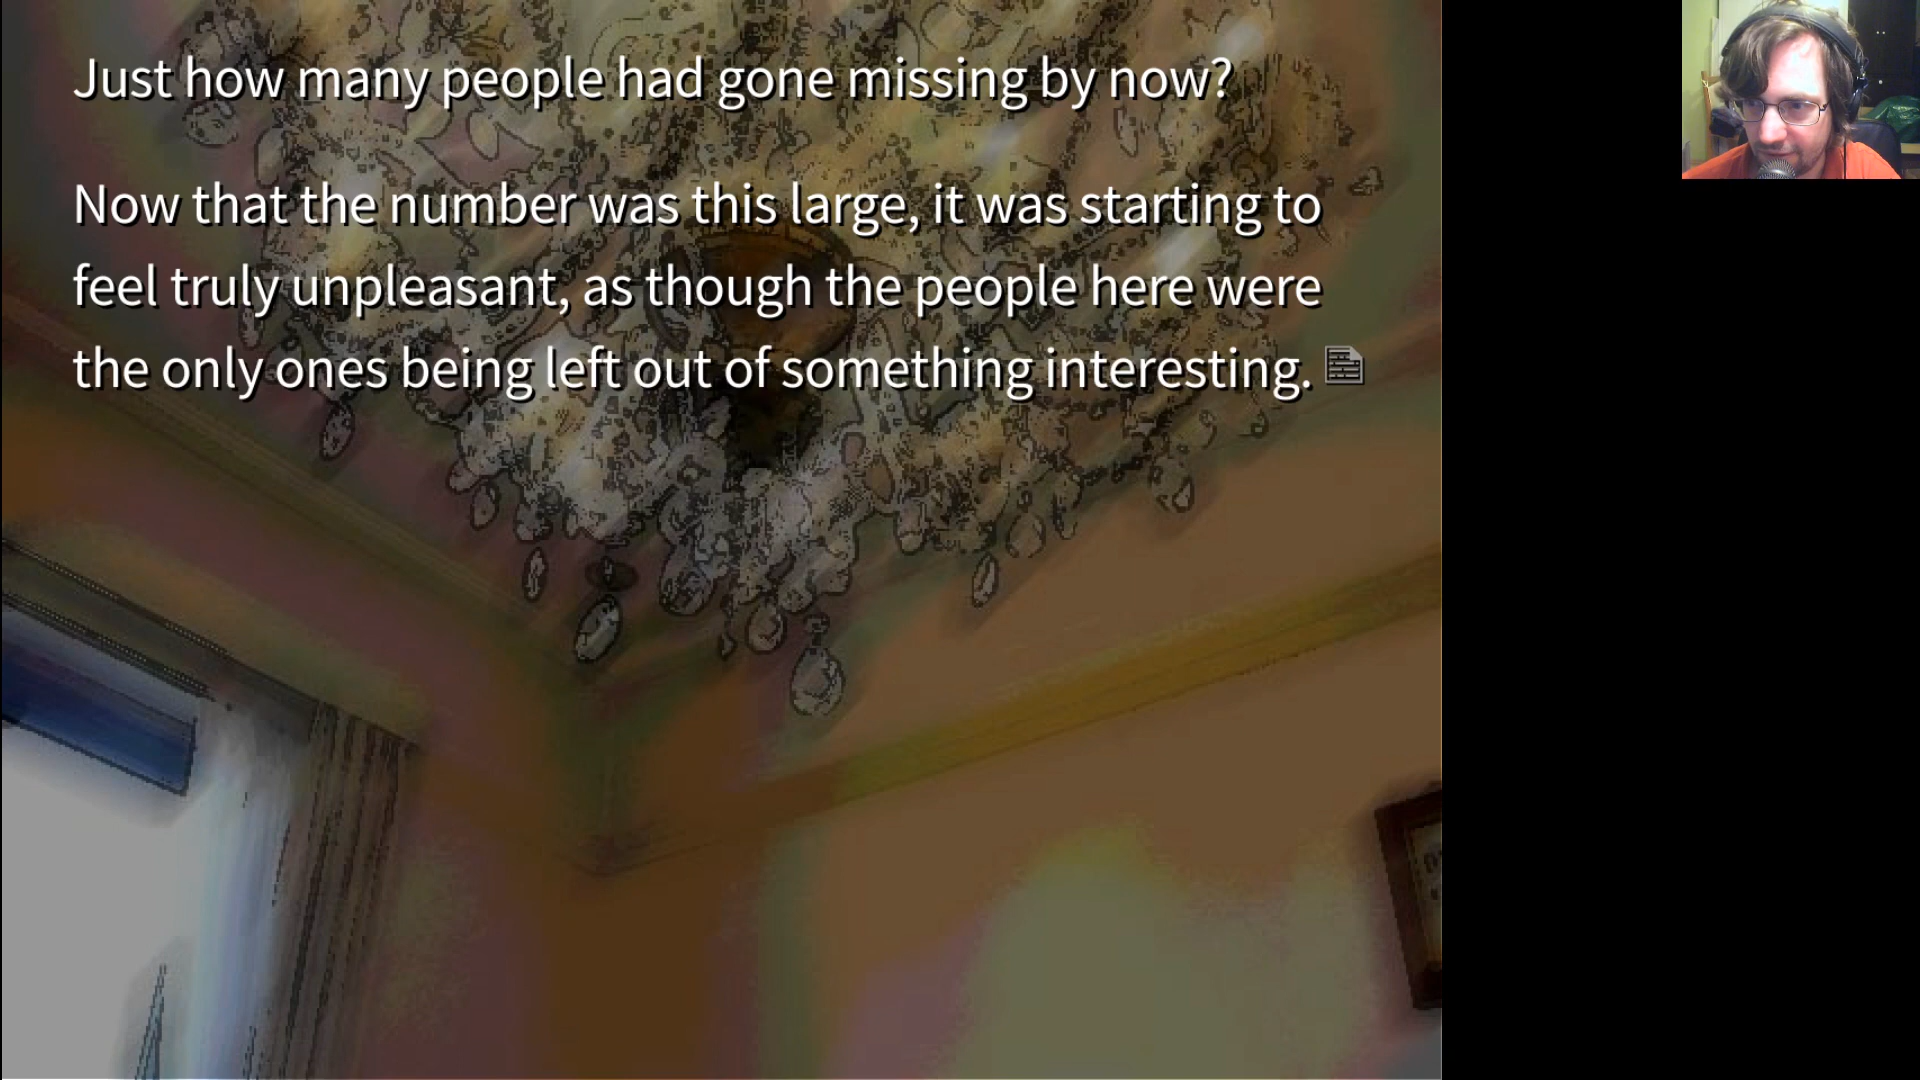 Just how many people had gone missing by now?
Now that the number was this large, it was starting to
feel truly unpleasant, as though the people here were
the only ones being left out of something interesting.